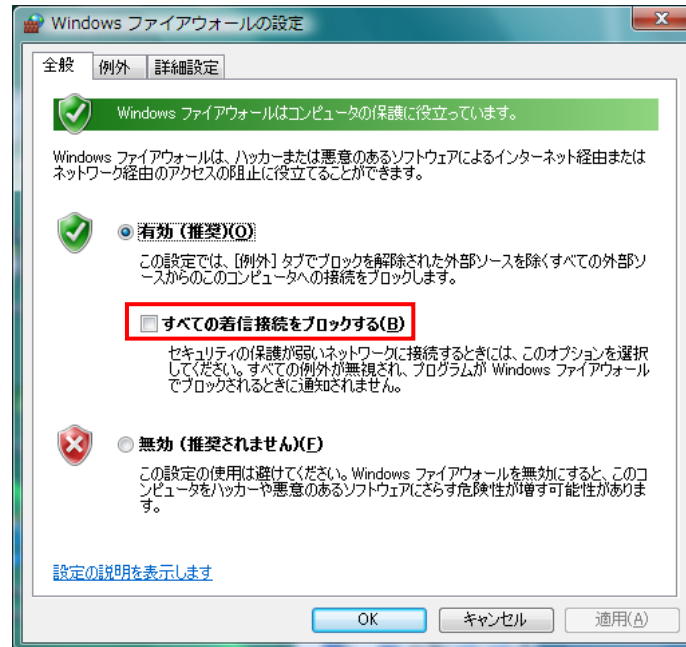 Windows ファイアウォールの設定
全般 例外 詳細設定
Windows ファイアウォールはコンピュータの保護に役立っています。
Windows ファイアウォールは、ハッカーまたは悪意のあるソフトウェアによるインターネット経由または
ネットワーク経由のアクセスの阻止に役立てることができます。
有効 (推奨)(O)
この設定では、[例外] タブでブロックを解除された外部ソースを除くすべての外部ソ
ースからのこのコンピュータへの接続をブロックします。
すべての着信接続をブロックする(B)
セキュリティの保護が弱いネットワークに接続するときには、このオプションを選択
してください。すべての例外が無視され、プログラムが Windows ファイアウォール
でブロックされるときに通知されません。
無効 (推奨されません)(F)
この設定の使用は避けてください。Windows ファイアウォールを無効にすると、このコ
ンピュータをハッカーや悪意のあるソフトウェアにさらす危険性が増す可能性がありま
す。
設定の説明を表示します
OK キャンセル 適用(A)